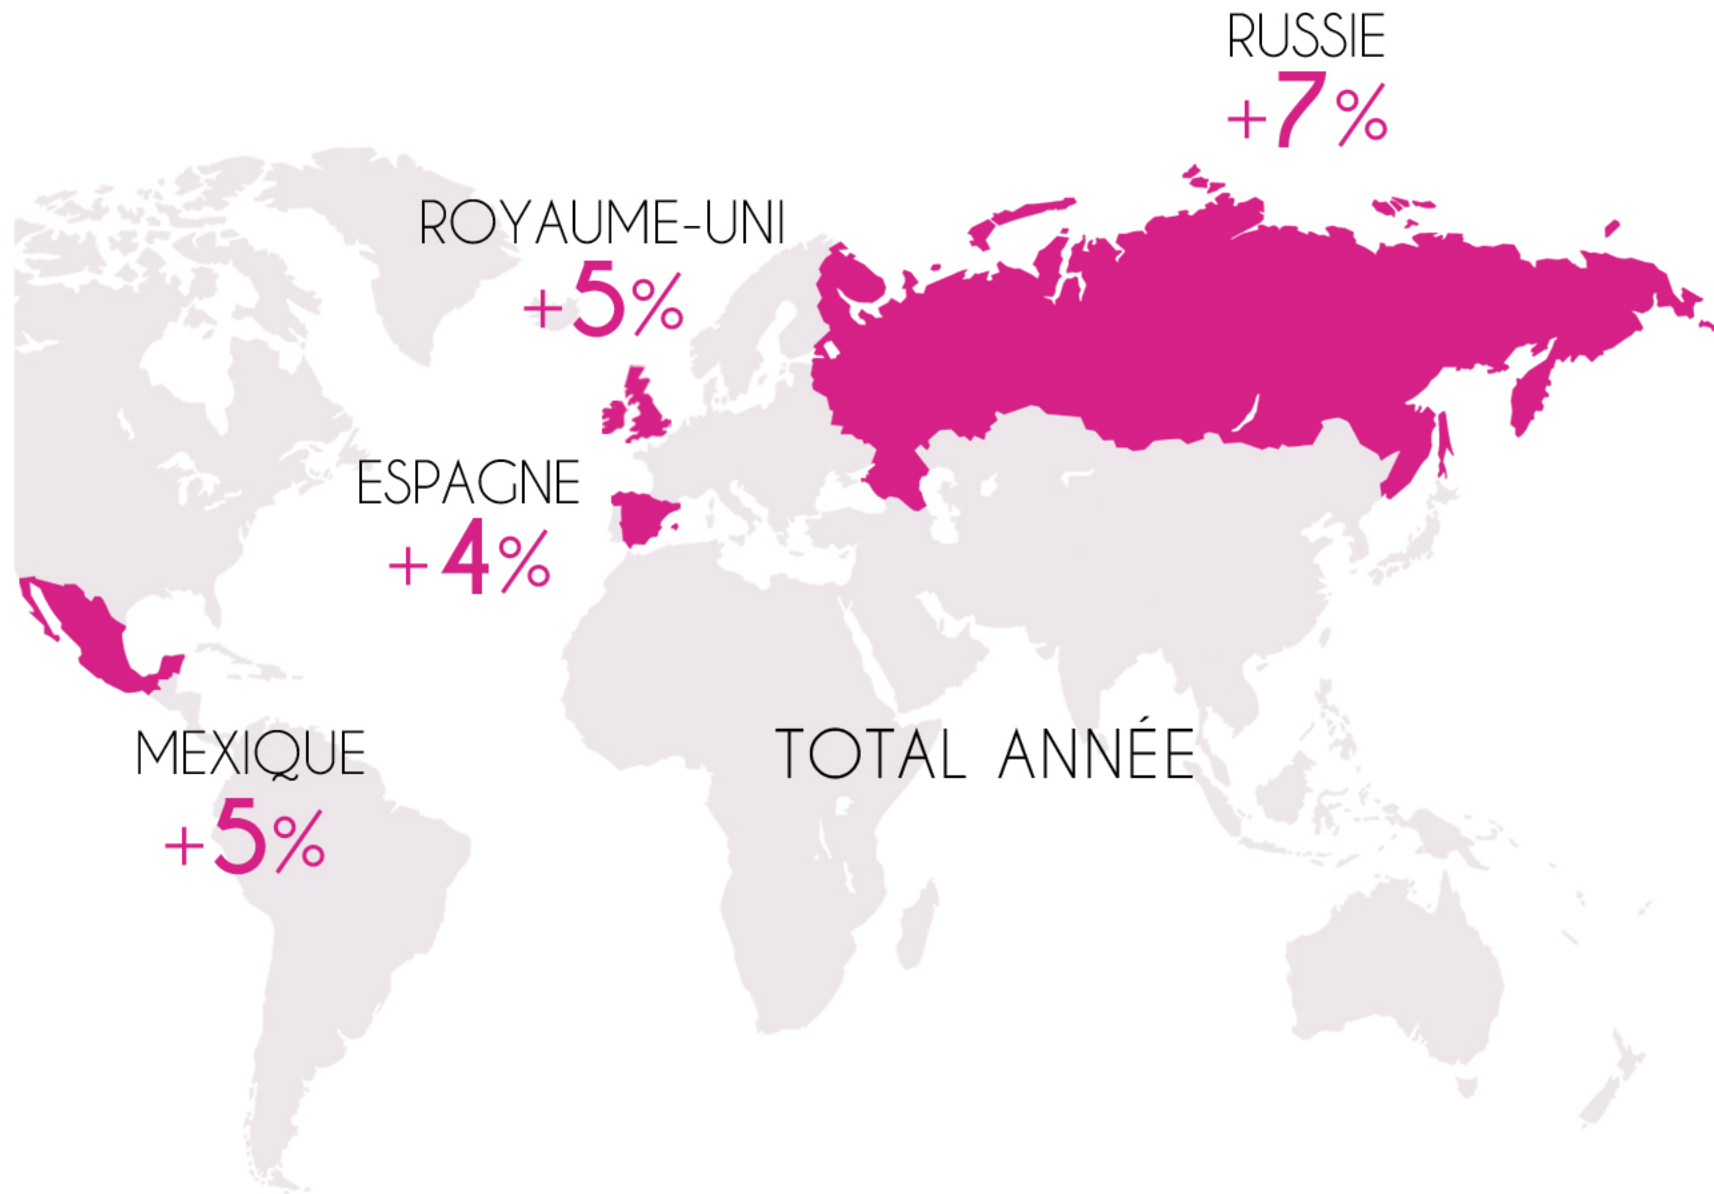 RUSSIE
+7%
ROYAUME-UNI
+5%
ESPAGNE
+4%
MEXIQUE
+5%
TOTAL ANNÉE